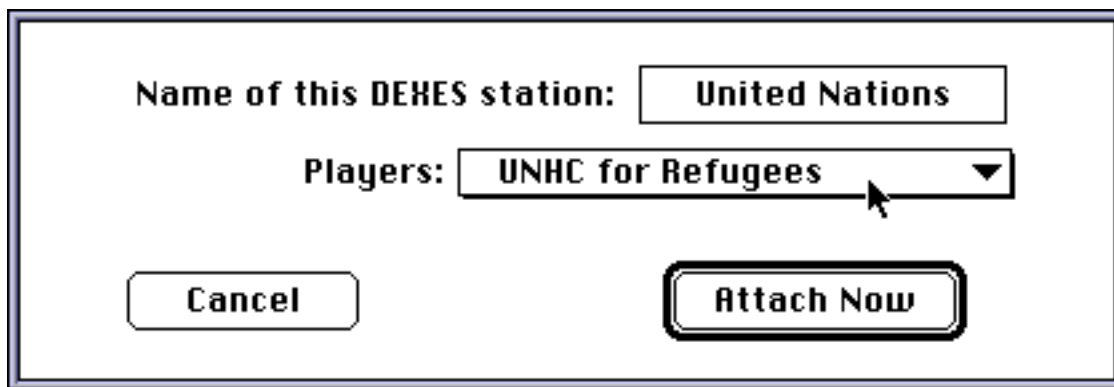 Name of this DEXES station: United Nations
Players: UNHC for Refugees
Cancel Attach Now